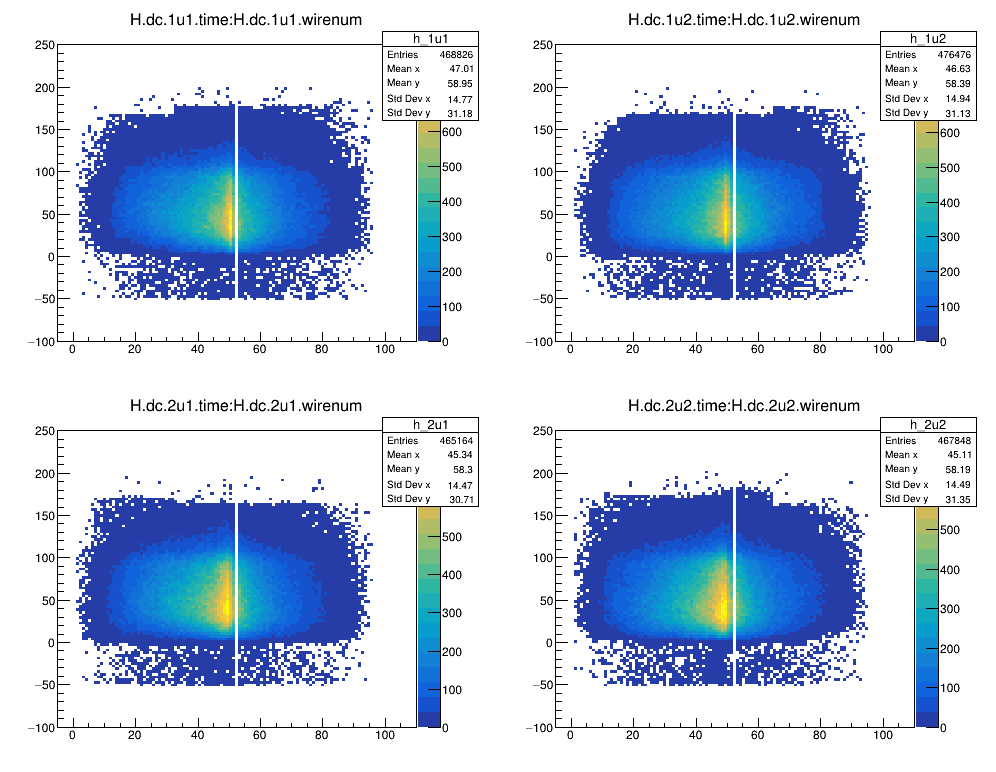 H.dc.1u1.time:H.dc.1u1.wirenum
h_1u1
Entries 468826
Mean x 47.01
Mean y 58.95
Std Dev x 14.77
Std Dev y 31.18
250
200
150
100
50
0
−50
−100
0 20 40 60 80 100
600
500
400
300
200
100
0
H.dc.1u2.time:H.dc.1u2.wirenum
h_1u2
Entries 476476
Mean x 46.63
Mean y 58.39
Std Dev x 14.94
Std Dev y 31.13
250
200
150
100
50
0
−50
−100
0 20 40 60 80 100
600
500
400
300
200
100
0
H.dc.2u1.time:H.dc.2u1.wirenum
h_2u1
Entries 465164
Mean x 45.34
Mean y 58.3
Std Dev x 14.47
Std Dev y 30.71
250
200
150
100
50
0
−50
−100
0 20 40 60 80 100
500
400
300
200
100
0
H.dc.2u2.time:H.dc.2u2.wirenum
h_2u2
Entries 467848
Mean x 45.11
Mean y 58.19
Std Dev x 14.49
Std Dev y 31.35
250
200
150
100
50
0
−50
−100
0 20 40 60 80 100
500
400
300
200
100
0